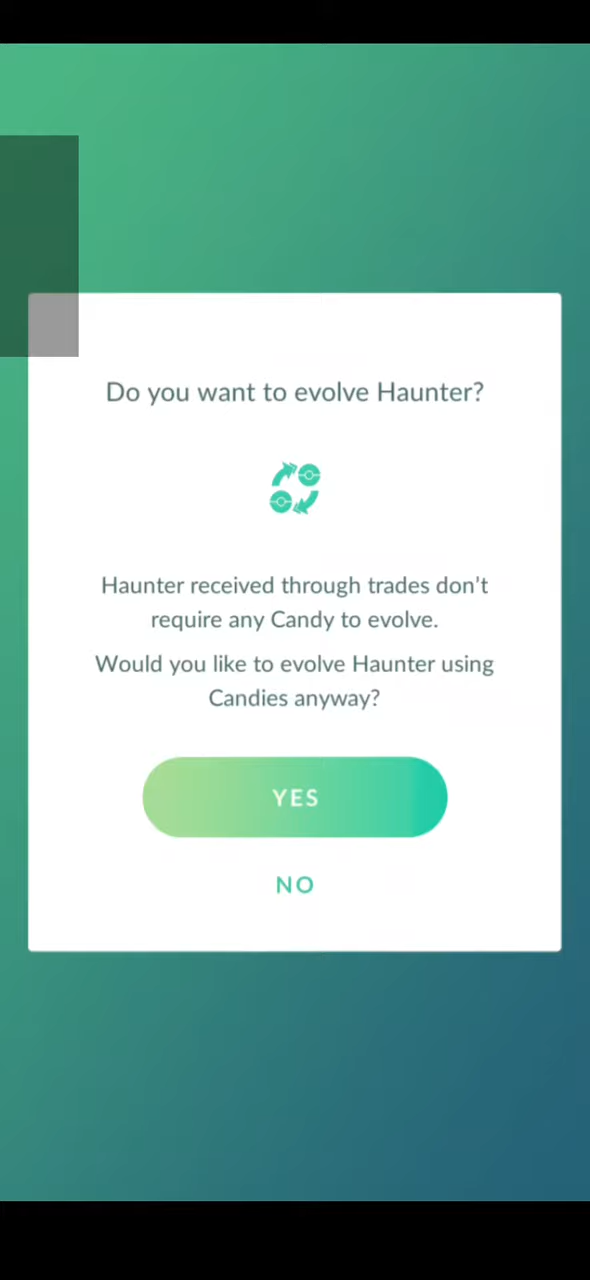 Do you want to evolve Haunter?
Haunter received through trades don't
require any Candy to evolve.
Would you like to evolve Haunter using
Candies anyway?
YES
NO